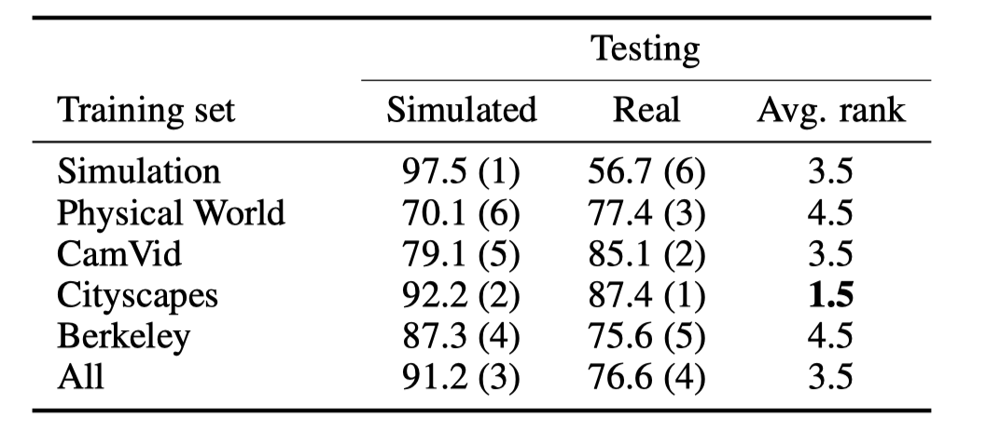 Testing
Training set Simulated Real Avg. rank
Simulation 97.5 (1) 56.7 (6) 3.5
Physical World 70.1 (6) 77.4 (3) 4.5
CamVid 79.1 (5) 85.1 (2) 3.5
Cityscapes 92.2 (2) 87.4 (1) 1.5
Berkeley 87.3 (4) 75.6 (5) 4.5
All 91.2 (3) 76.6 (4) 3.5